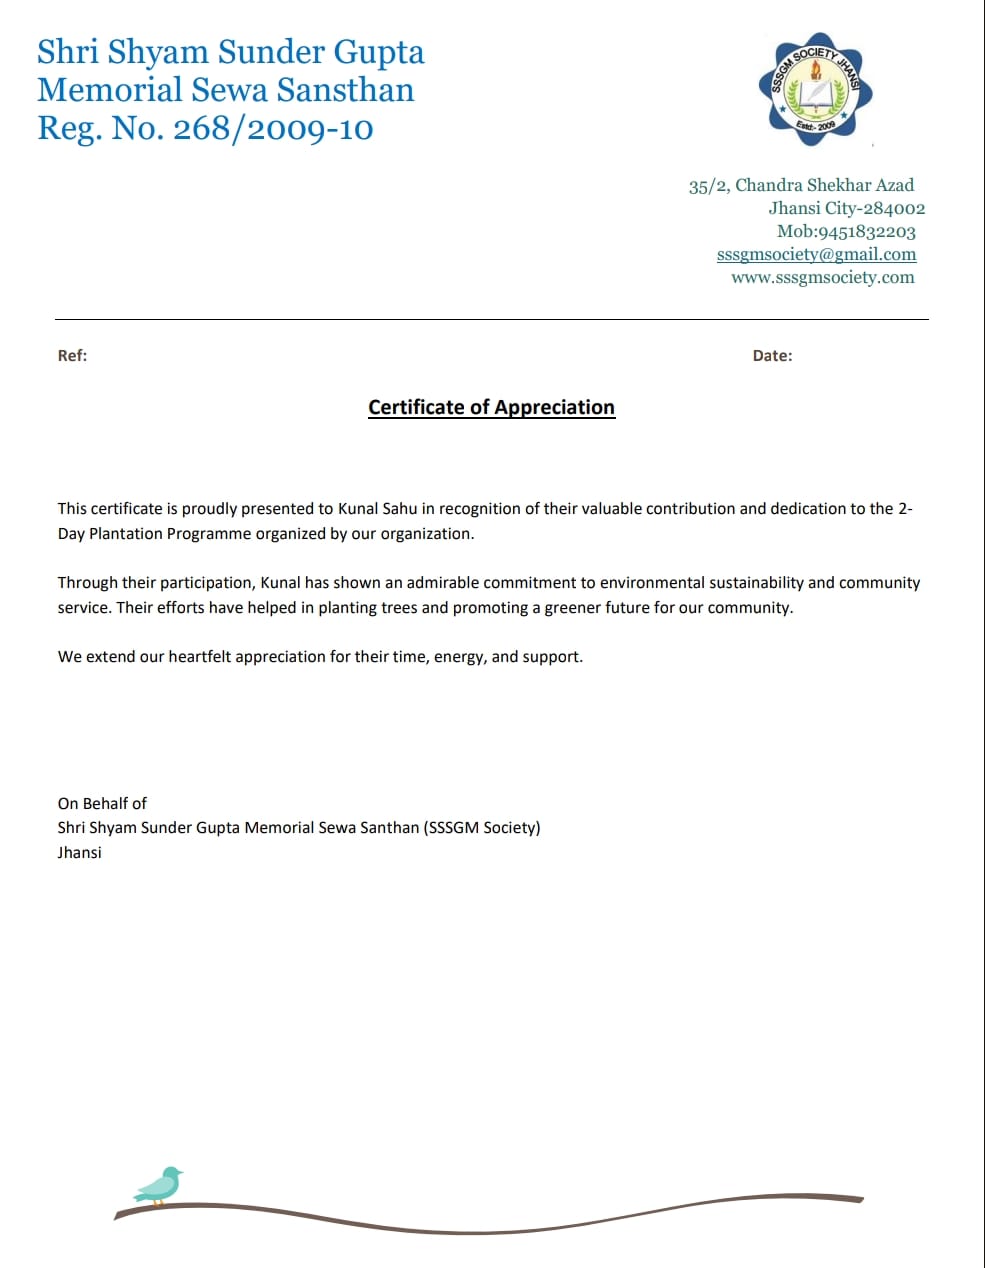 Shri Shyam Sunder Gupta
Memorial Sewa Sansthan
Reg. No. 268/2009-10
SSSGM SOCIETY JHANSI
Estd:- 2009
35/2, Chandra Shekhar Azad
Jhansi City-284002
Mob:9451832203
sssgmsociety@gmail.com
www.sssgmsociety.com
Ref:
Date:
Certificate of Appreciation
This certificate is proudly presented to Kunal Sahu in recognition of their valuable contribution and dedication to the 2-
Day Plantation Programme organized by our organization.
Through their participation, Kunal has shown an admirable commitment to environmental sustainability and community
service. Their efforts have helped in planting trees and promoting a greener future for our community.
We extend our heartfelt appreciation for their time, energy, and support.
On Behalf of
Shri Shyam Sunder Gupta Memorial Sewa Santhan (SSSGM Society)
Jhansi